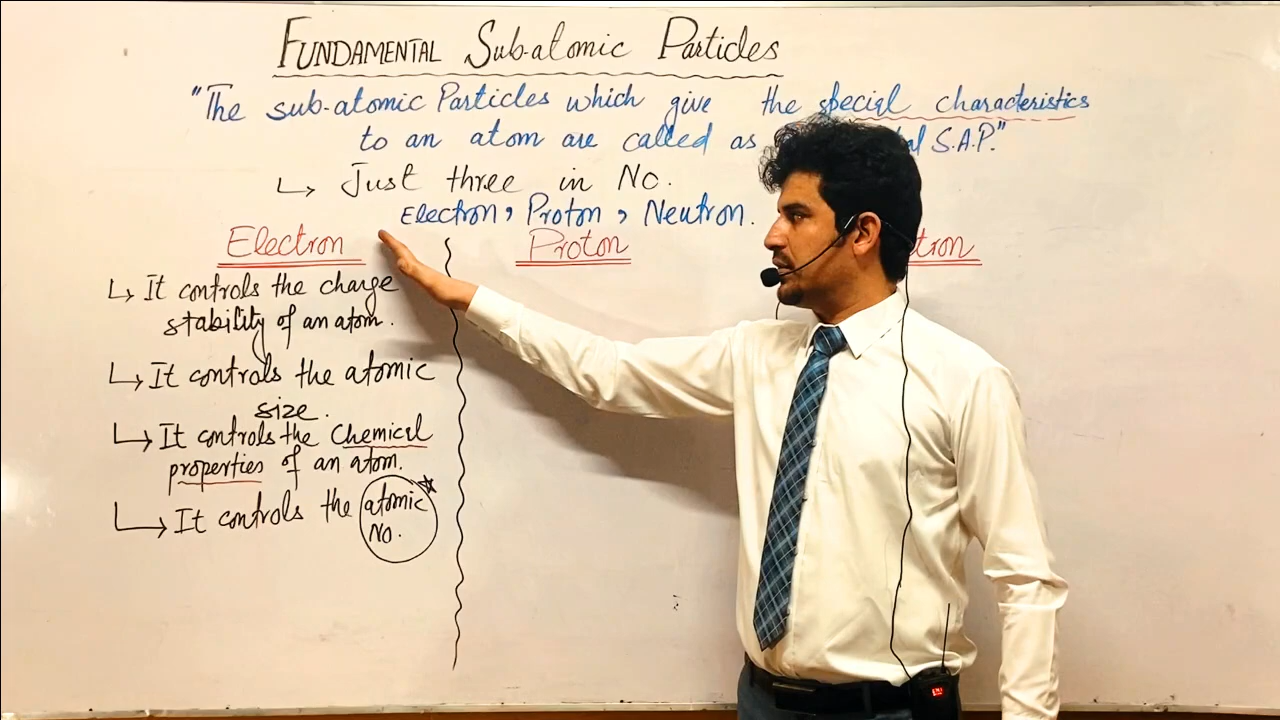 FUNDAMENTAL Sub-atomic Particles
"The sub-atomic Particles which give the special characteristics
to an atom are called as S.A.P."
↳ Just three in No.
Electron, Proton, Neutron.
Electron
Proton
↳ It controls the charge
stability of an atom.
↳ It controls the atomic
size.
↳ It controls the Chemical
properties of an atom.
↳ It controls the atomic
No.